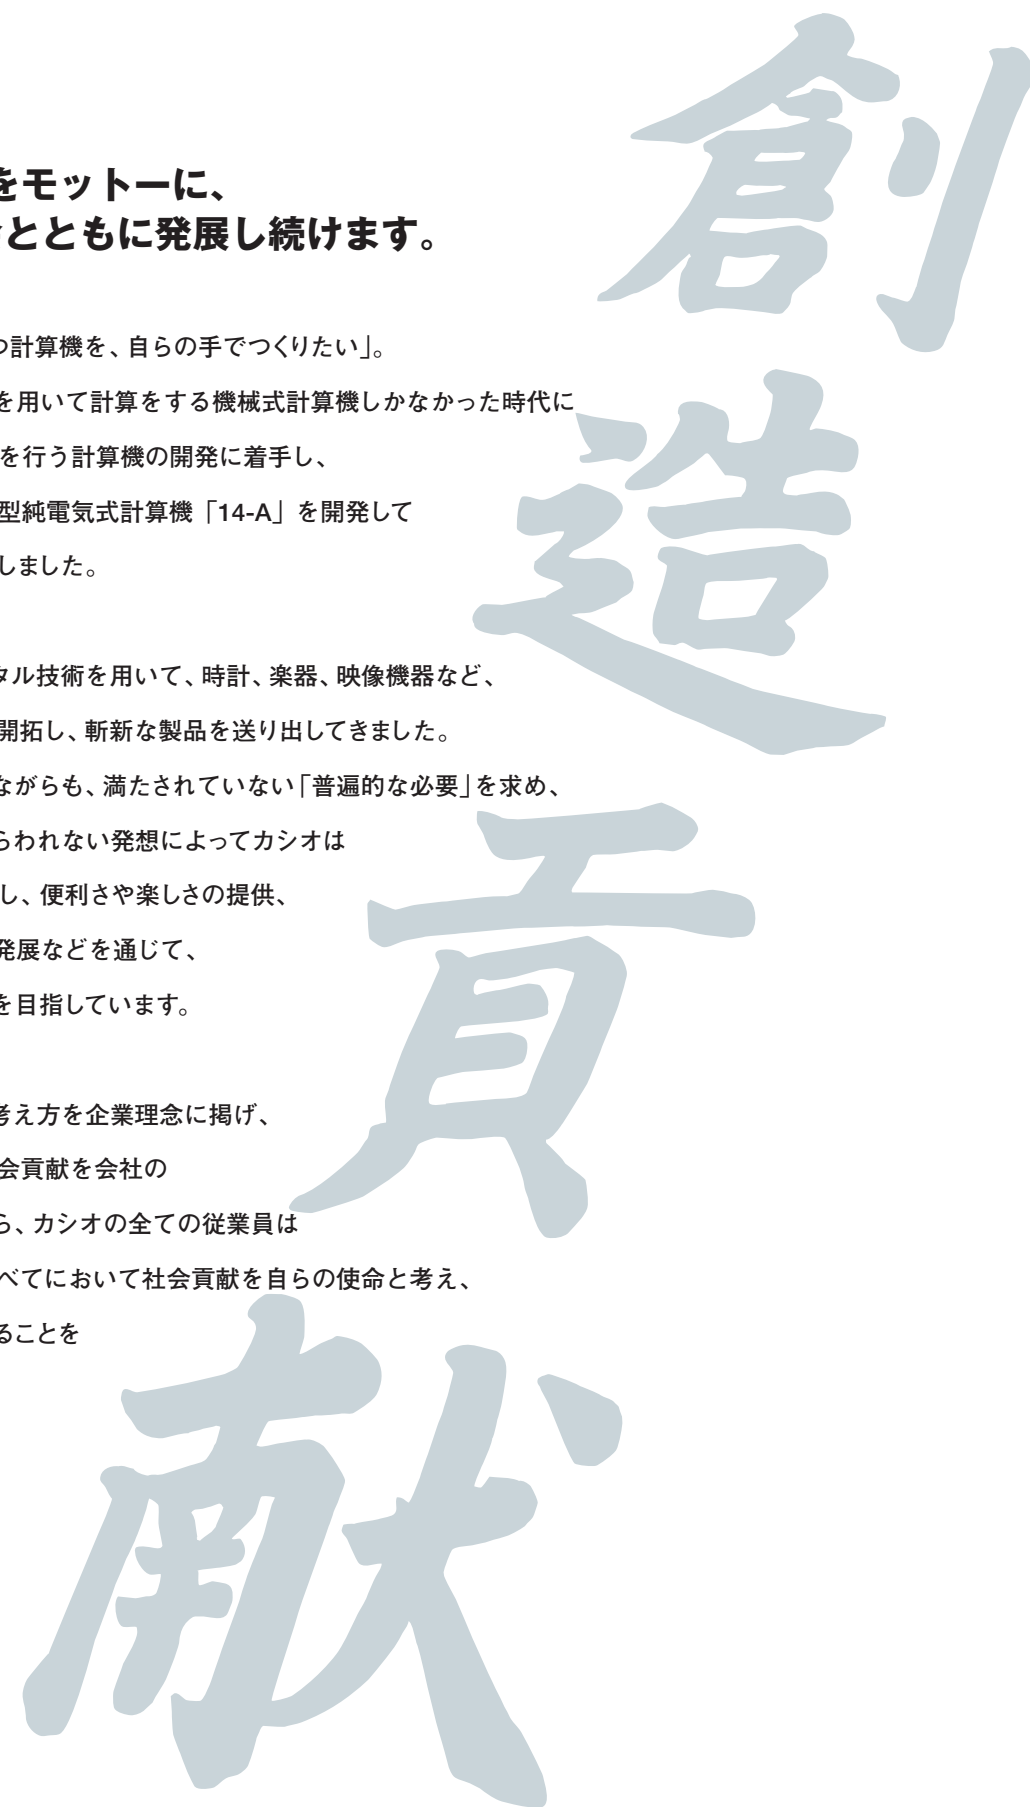 をモットーに、
とともに発展し続けます。
計算機を、自らの手でつくりたい」。
を用いて計算をする機械式計算機しかなかった時代に
を行う計算機の開発に着手し、
型純電気式計算機「14-A」を開発して
しました。
タル技術を用いて、時計、楽器、映像機器など、
開拓し、斬新な製品を送り出してきました。
ながらも、満たされていない「普遍的な必要」を求め、
らわれない発想によってカシオは
し、便利さや楽しさの提供、
発展などを通じて、
を目指しています。
考え方を企業理念に掲げ、
会貢献を会社の
ら、カシオの全ての従業員は
べてにおいて社会貢献を自らの使命と考え、
ることを
創造貢献